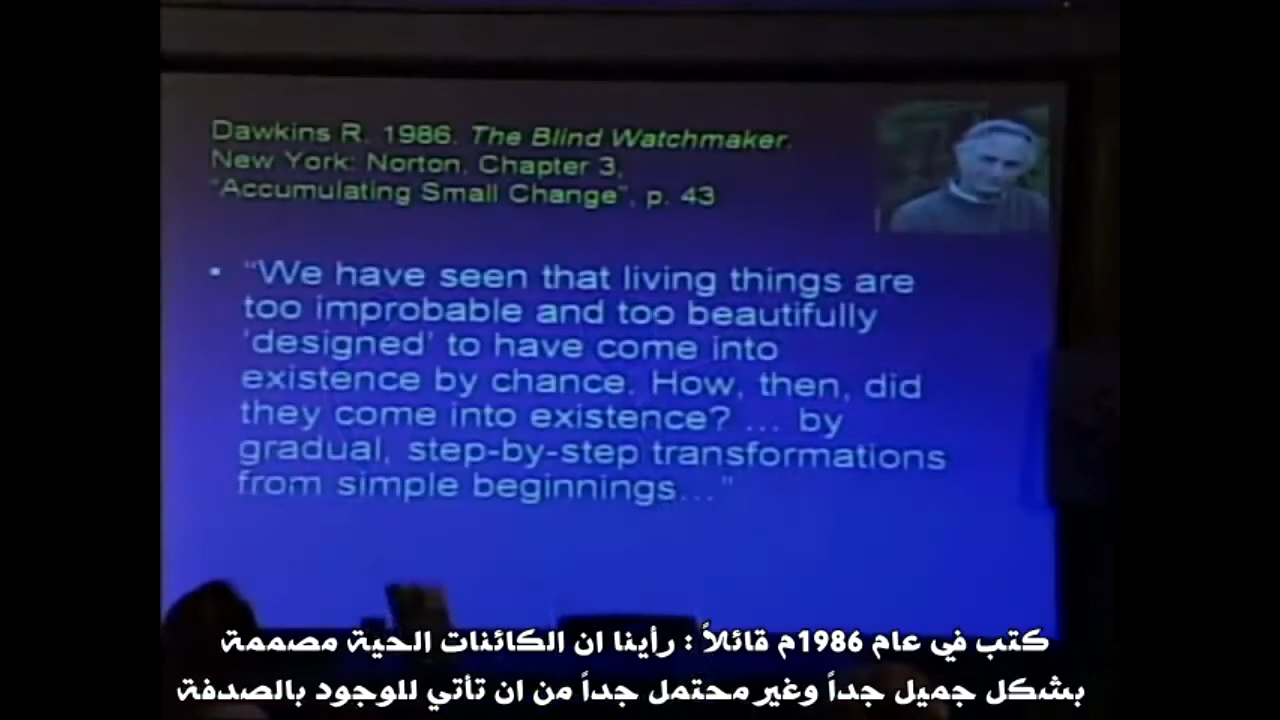 Dawkins R. 1986. The Blind Watchmaker.
New York: Norton, Chapter 3,
"Accumulating Small Change", p. 43
• "We have seen that living things are
too improbable and too beautifully
'designed' to have come into
existence by chance. How, then, did
they come into existence? ... by
gradual, step-by-step transformations
from simple beginnings..."
كتب في عام 1986م قائلاً : رأينا ان الكائنات الحية مصممة
بشكل جميل جداً وغير محتمل جداً من ان تأتي للوجود بالصدفة